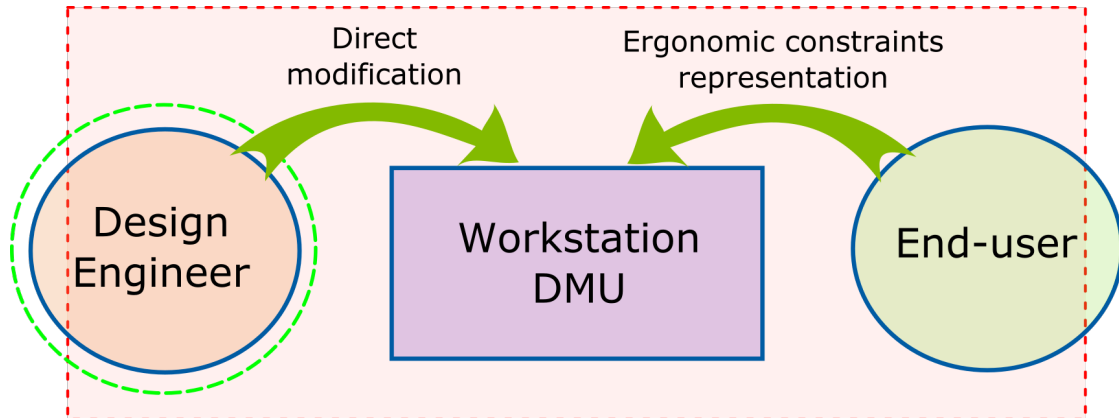 Direct
modification
Ergonomic constraints
representation
Design
Engineer
Workstation
DMU
End-user